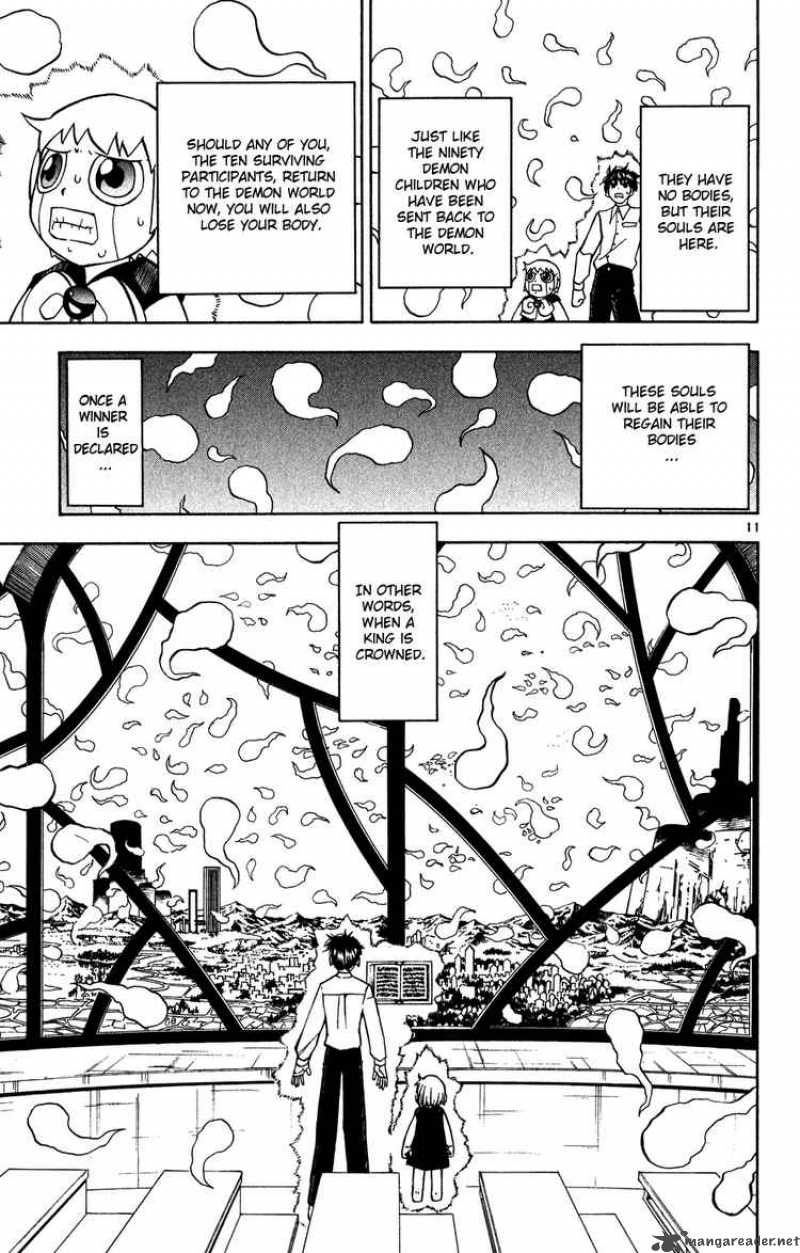 THEY HAVE
NO BODIES,
BUT THEIR
SOULS ARE
HERE.
JUST LIKE
THE NINETY
DEMON
CHILDREN WHO
HAVE BEEN
SENT BACK TO
THE DEMON
WORLD.
SHOULD ANY OF YOU,
THE TEN SURVIVING
PARTICIPANTS, RETURN
TO THE DEMON WORLD
NOW, YOU WILL ALSO
LOSE YOUR BODY.
THESE SOULS
WILL BE ABLE TO
REGAIN THEIR
BODIES
...
ONCE A
WINNER
IS
DECLARED
...
11
IN OTHER
WORDS,
WHEN A
KING IS
CROWNED.
mangareader.net